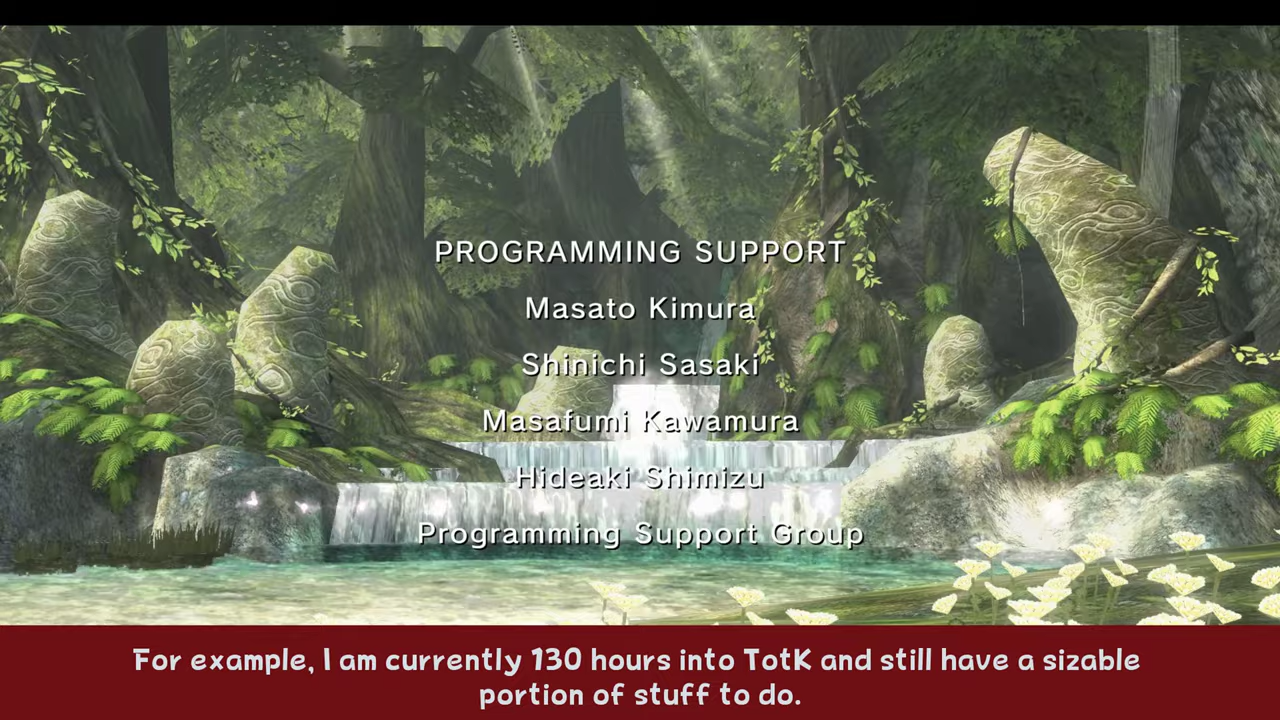 PROGRAMMING SUPPORT
Masato Kimura
Shinichi Sasaki
Masafumi Kawamura
Hideaki Shimizu
Programming Support Group
For example, I am currently 130 hours into TotK and still have a sizable
portion of stuff to do.